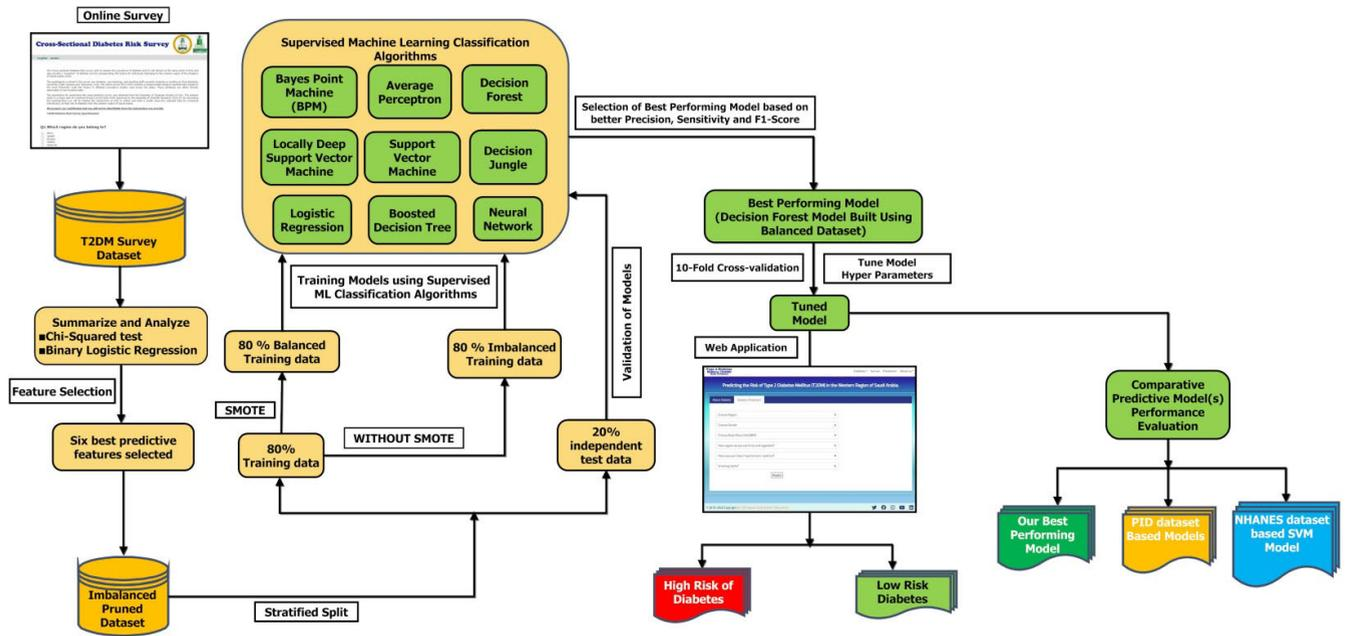 Online Survey
Cross-Sectional Diabetes Risk Survey
Q1: Which region do you belong to?
T2DM Survey
Dataset
Summarize and Analyze
■Chi-Squared test
■Binary Logistic Regression
Feature Selection
Six best predictive
features selected
Imbalanced
Pruned
Dataset
Stratified Split
80%
Training data
20%
independent
test data
SMOTE
WITHOUT SMOTE
80 % Balanced
Training data
80 % Imbalanced
Training data
Training Models using Supervised
ML Classification Algorithms
Validation of Models
Supervised Machine Learning Classification
Algorithms
Bayes Point
Machine
(BPM)
Average
Perceptron
Decision
Forest
Locally Deep
Support Vector
Machine
Support
Vector
Machine
Decision
Jungle
Logistic
Regression
Boosted
Decision Tree
Neural
Network
Selection of Best Performing Model based on
better Precision, Sensitivity and F1-Score
Best Performing Model
(Decision Forest Model Built Using
Balanced Dataset)
10-Fold Cross-validation
Tune Model
Hyper Parameters
Tuned
Model
Web Application
Predicting the Risk of Type 2 Diabetes Mellitus (T2DM) in the Western Region of Saudi Arabia
High Risk of
Diabetes
Low Risk
Diabetes
Comparative
Predictive Model(s)
Performance
Evaluation
Our Best
Performing
Model
PID dataset
Based Models
NHANES dataset
based SVM
Model